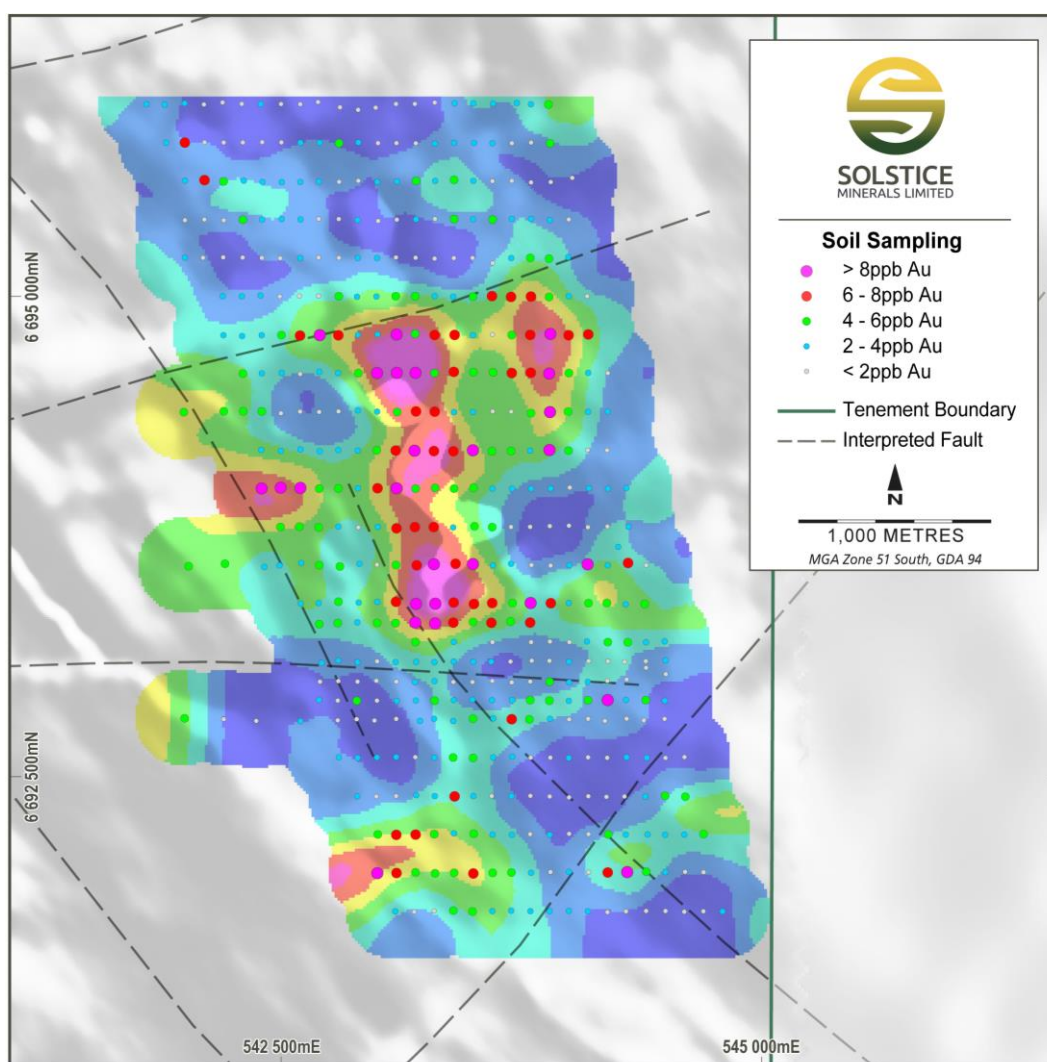 SOLSTICE
MINERALS LIMITED
Soil Sampling
> 8ppb Au
6 - 8ppb Au
4 - 6ppb Au
2 - 4ppb Au
< 2ppb Au
Tenement Boundary
Interpreted Fault
N
1,000 METRES
MGA Zone 51 South, GDA 94
6 695 000mN
6 692 500mN
542 500mE
545 000mE